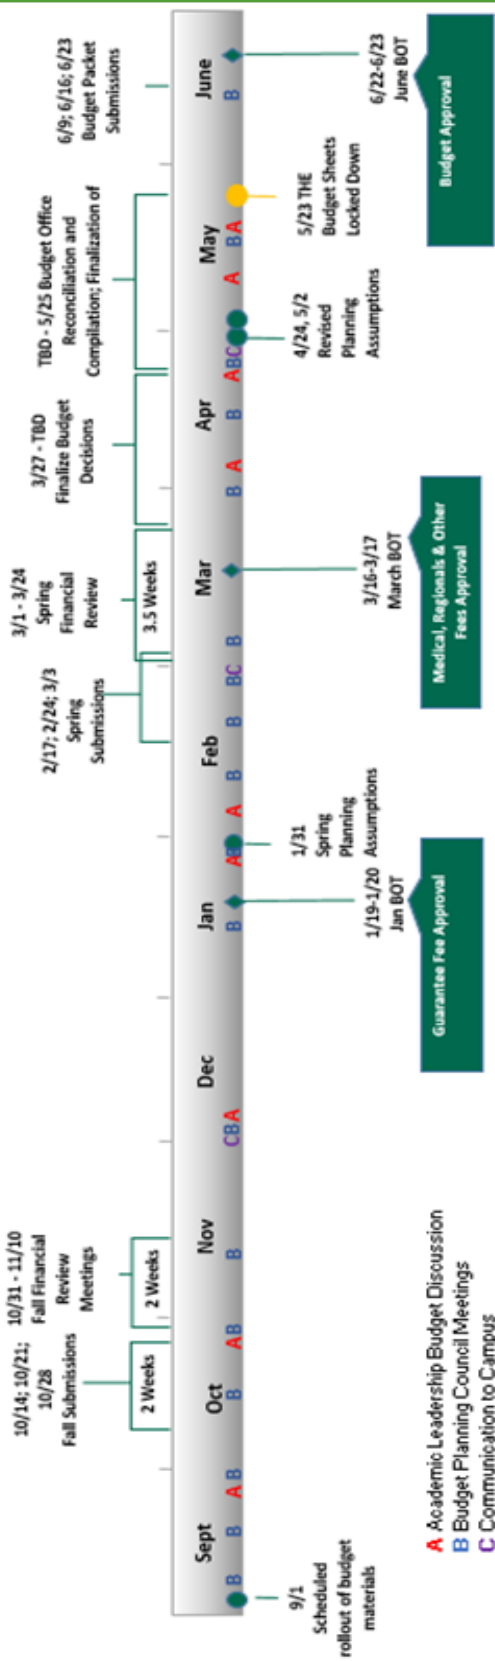 10/14; 10/21;
10/28
Fall Submissions
10/31 - 11/10
Fall Financial
Review
Meetings
2/17; 2/24; 3/3
Spring
Submissions
3/1 - 3/24
Spring
Financial
Review
3/27 - TBD
Finalize Budget
Decisions
TBD - 5/25 Budget Office
Reconciliation and
Compilation; Finalization of
6/9; 6/16; 6/23
Budget Packet
Submissions
2 Weeks
2 Weeks
3.5 Weeks
Sept Oct Nov Dec Jan Feb Mar Apr May June
B B A B B A B B C B A B A B A B B B C B B A B A B C A B A B
9/1
Scheduled
rollout of budget
materials
1/19-1/20
Jan BOT
1/31
Spring
Planning
Assumptions
3/16-3/17
March BOT
4/24, 5/2
Revised
Planning
Assumptions
5/23 THE
Budget Sheets
Locked Down
6/22-6/23
June BOT
Guarantee Fee Approval
Medical, Regionals & Other
Fees Approval
Budget Approval
A Academic Leadership Budget Discussion
B Budget Planning Council Meetings
C Communication to Campus